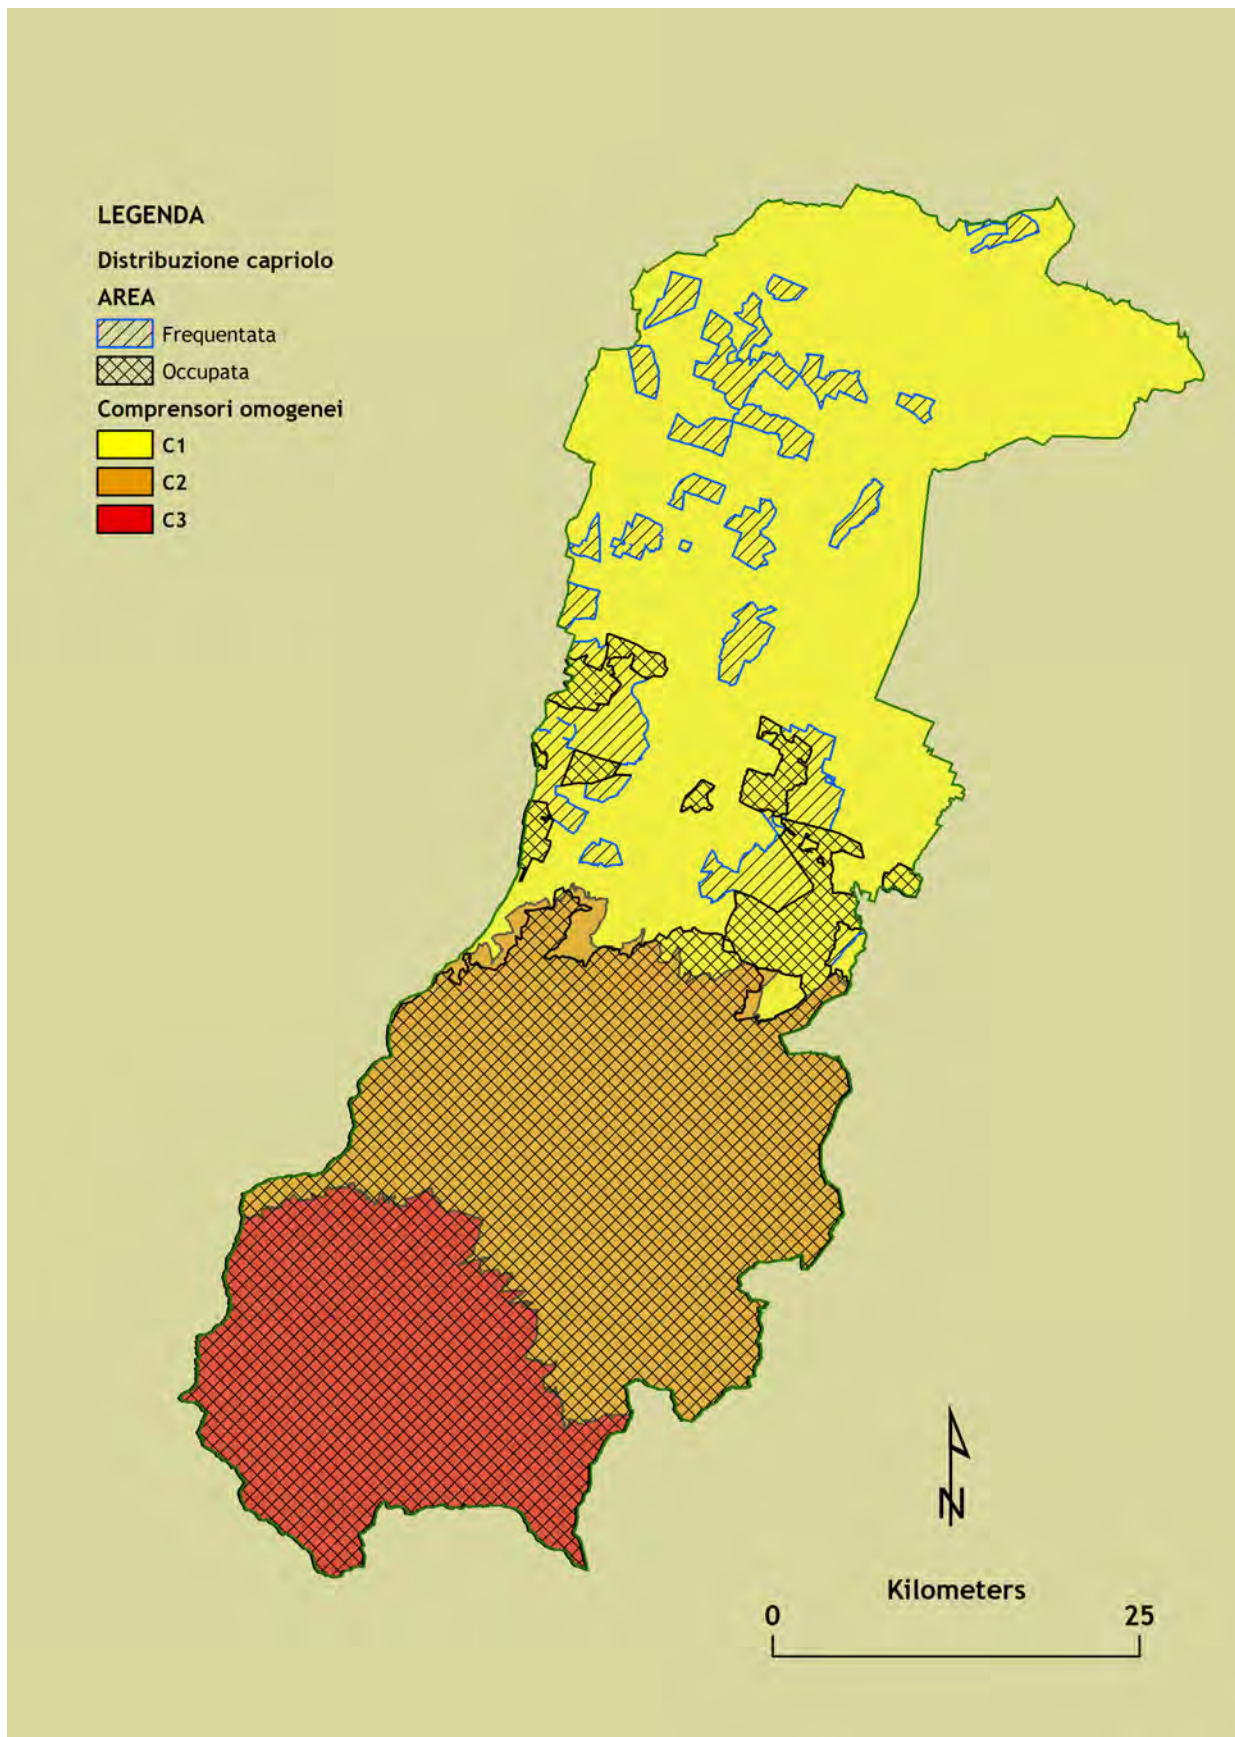 LEGENDA
Distribuzione capriolo
AREA
Frequentata
Occupata
Comprensori omogenei
C1
C2
C3
N
Kilometers
0 25